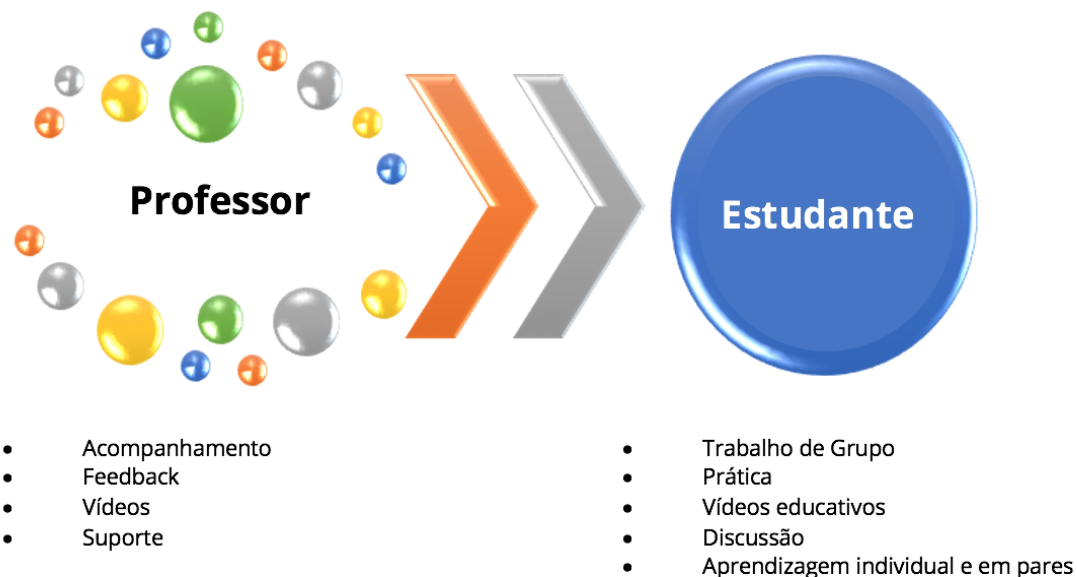 Professor
Estudante
• Acompanhamento
• Feedback
• Vídeos
• Suporte
• Trabalho de Grupo
• Prática
• Vídeos educativos
• Discussão
• Aprendizagem individual e em pares